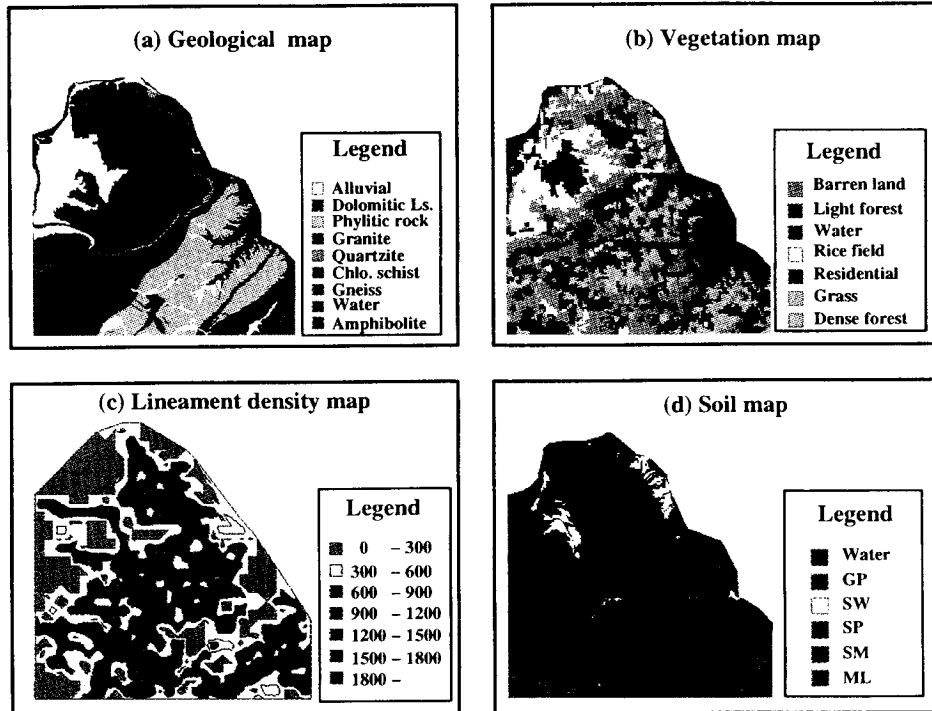 (a) Geological map
Legend
Alluvial
Dolomitic Ls.
Phylitic rock
Granite
Quartzite
Chlo. schist
Gneiss
Water
Amphibolite
(b) Vegetation map
Legend
Barren land
Light forest
Water
Rice field
Residential
Grass
Dense forest
(c) Lineament density map
Legend
0 – 300
300 – 600
600 – 900
900 – 1200
1200 – 1500
1500 – 1800
1800 –
(d) Soil map
Legend
Water
GP
SW
SP
SM
ML